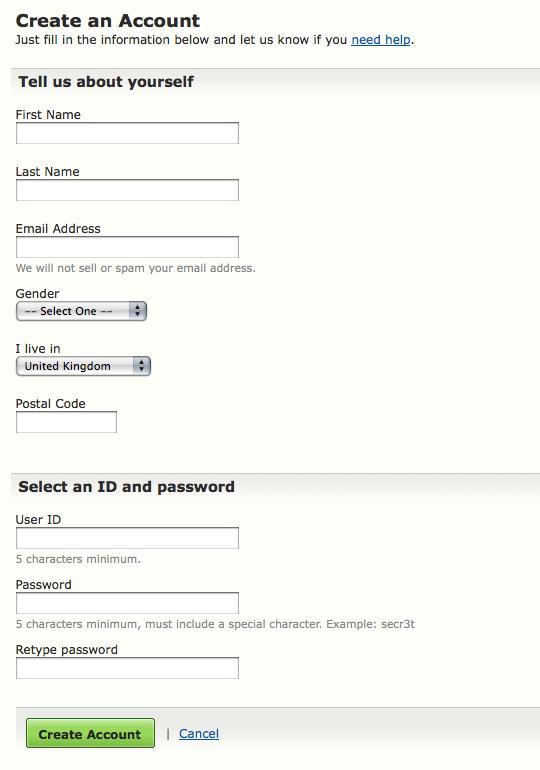 Create an Account
Just fill in the information below and let us know if you need help.
Tell us about yourself
First Name
Last Name
Email Address
We will not sell or spam your email address.
Gender
-- Select One --
I live in
United Kingdom
Postal Code
Select an ID and password
User ID
5 characters minimum.
Password
5 characters minimum, must include a special character. Example: secr3t
Retype password
Create Account | Cancel